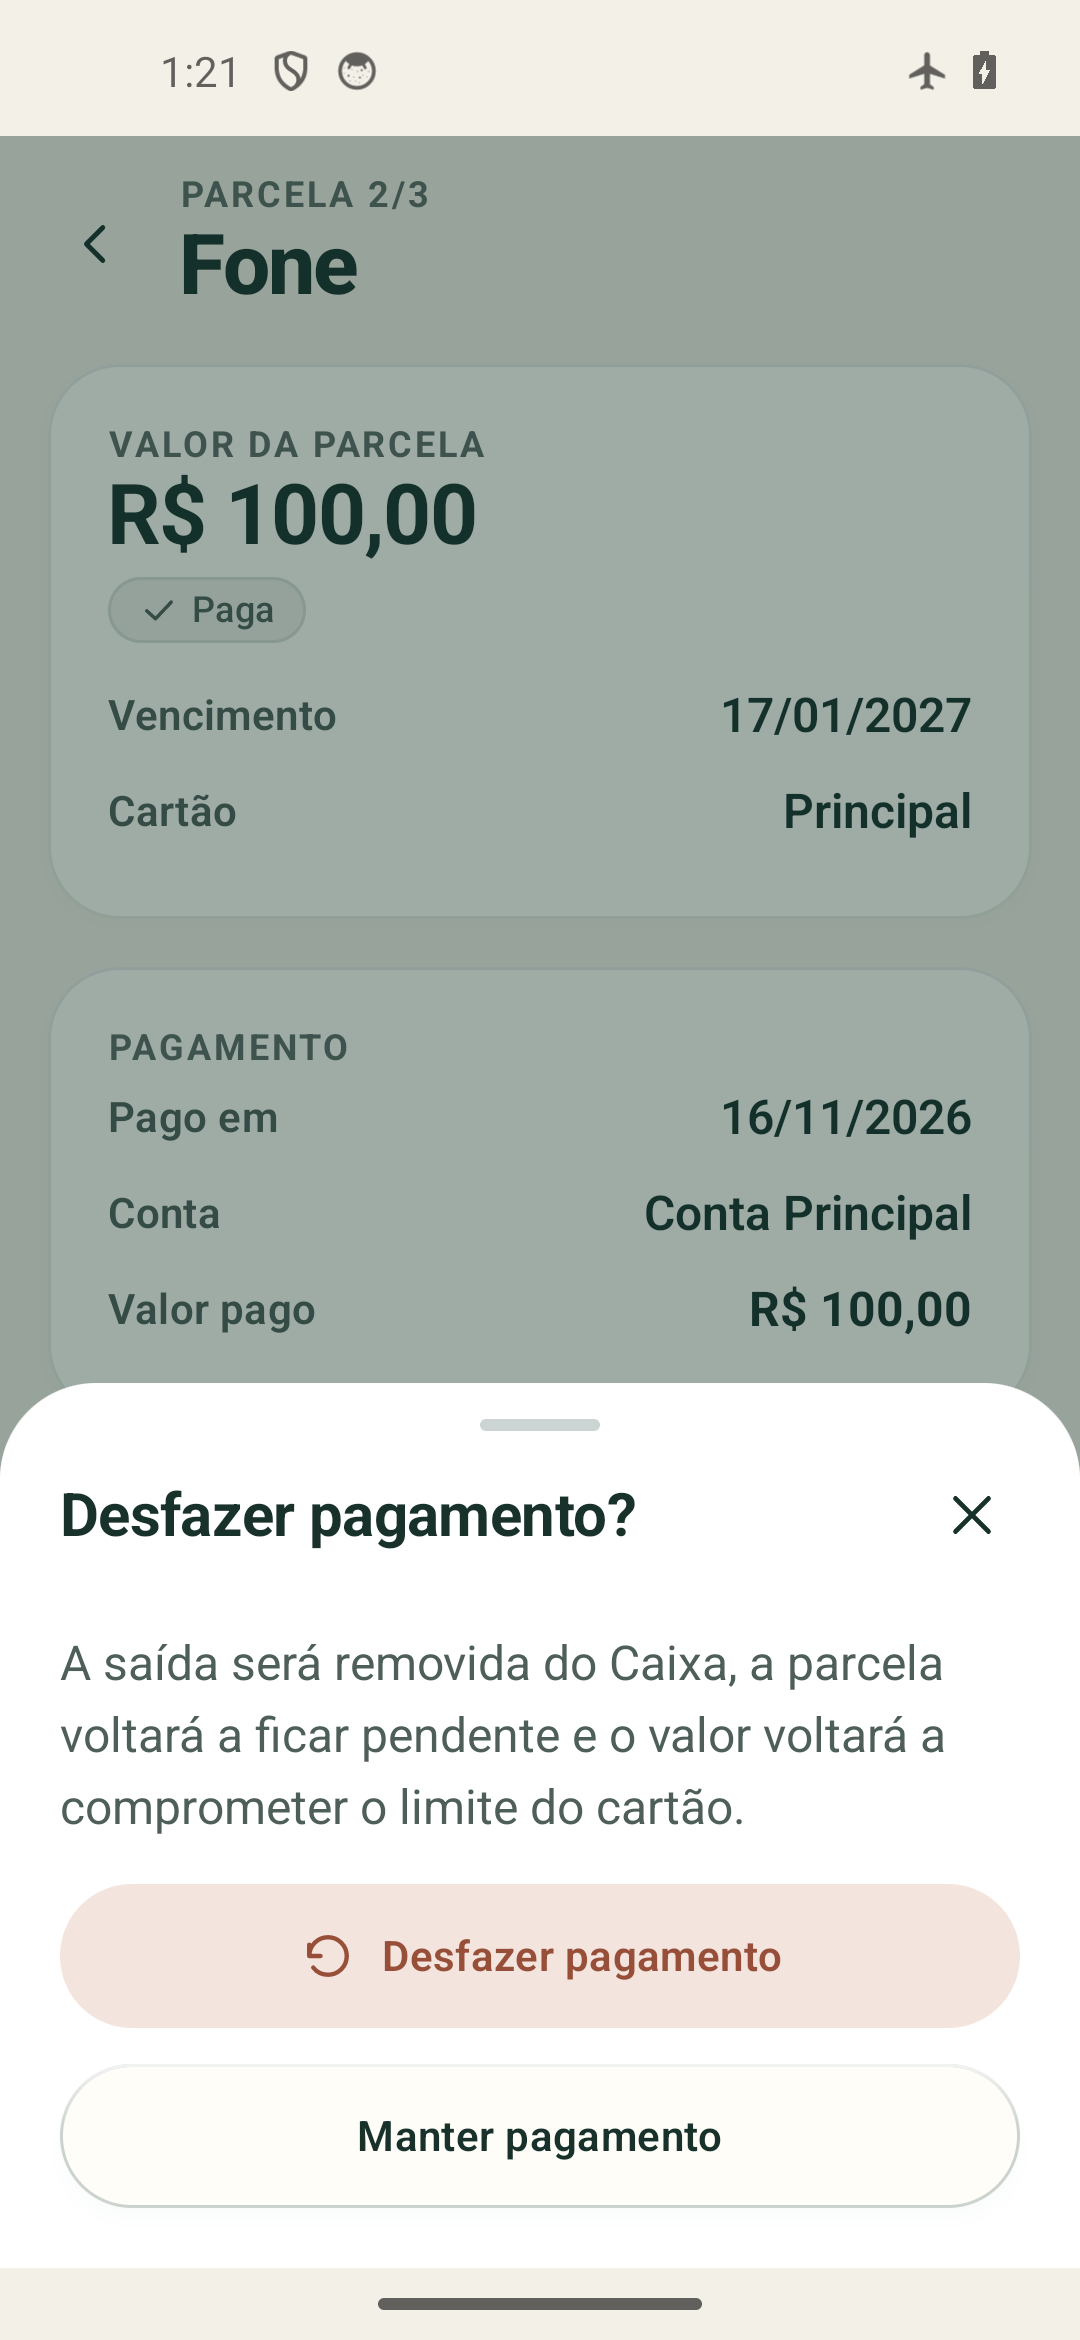 1:21
PARCELA 2/3
Fone
VALOR DA PARCELA
R$ 100,00
Paga
Vencimento 17/01/2027
Cartão Principal
PAGAMENTO
Pago em 16/11/2026
Conta Conta Principal
Valor pago R$ 100,00
Desfazer pagamento?
A saída será removida do Caixa, a parcela
voltará a ficar pendente e o valor voltará a
comprometer o limite do cartão.
Desfazer pagamento
Manter pagamento